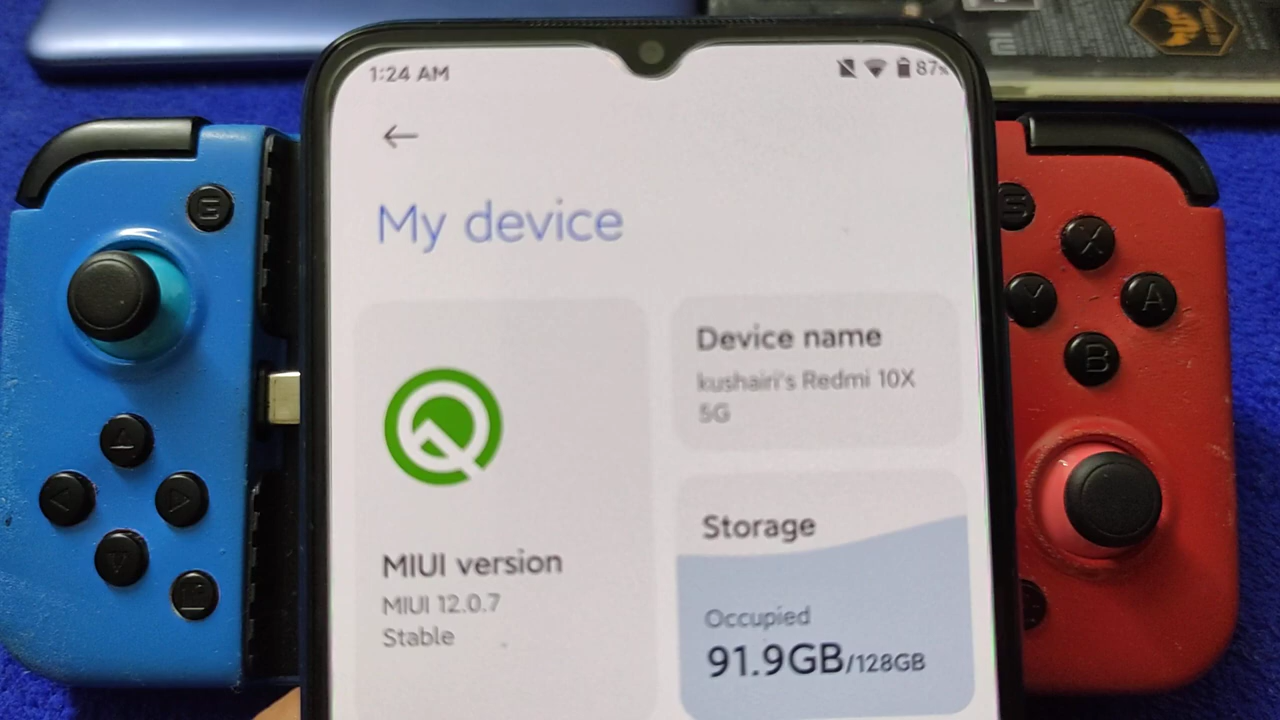 mi
1:24 AM
87%
My device
E
S
X
Y
A
B
Device name
kushairi's Redmi 10X
5G
MIUI version
MIUI 12.0.7
Stable
Storage
Occupied
91.9GB/128GB